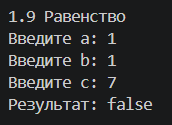 1.9 Равенство
Введите a: 1
Введите b: 1
Введите c: 7
Результат: false